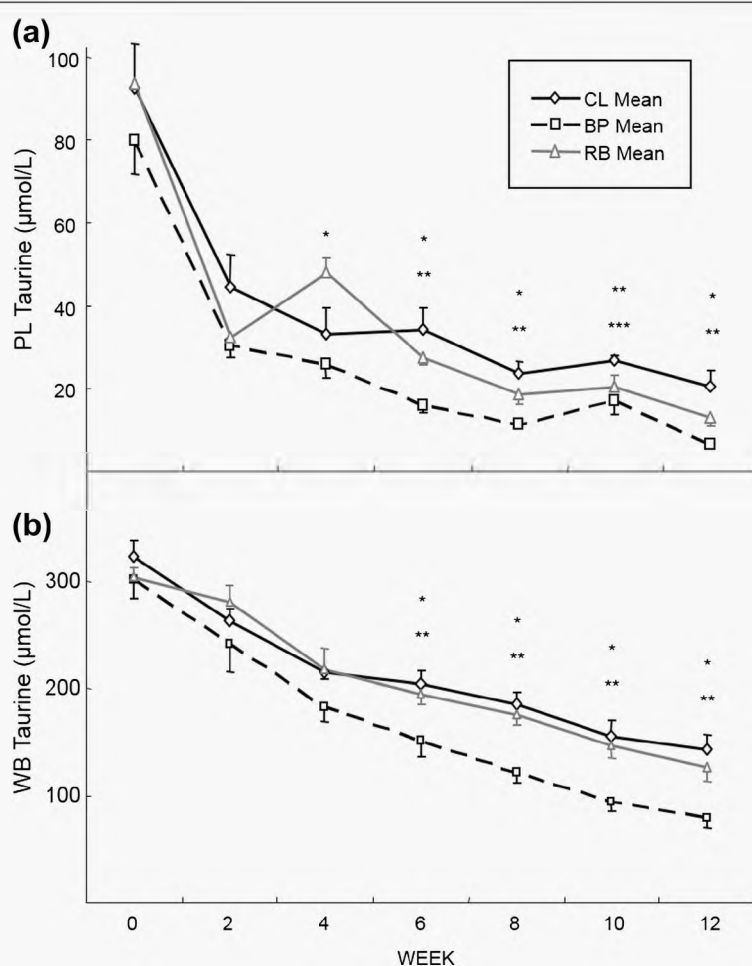 (a)
PL Taurine (µmol/L)
100
80
60
40
20
CL Mean
BP Mean
RB Mean
*
*
**
*
**
**
***
*
**
(b)
WB Taurine (µmol/L)
300
200
100
*
**
*
**
*
**
*
**
0 2 4 6 8 10 12
WEEK